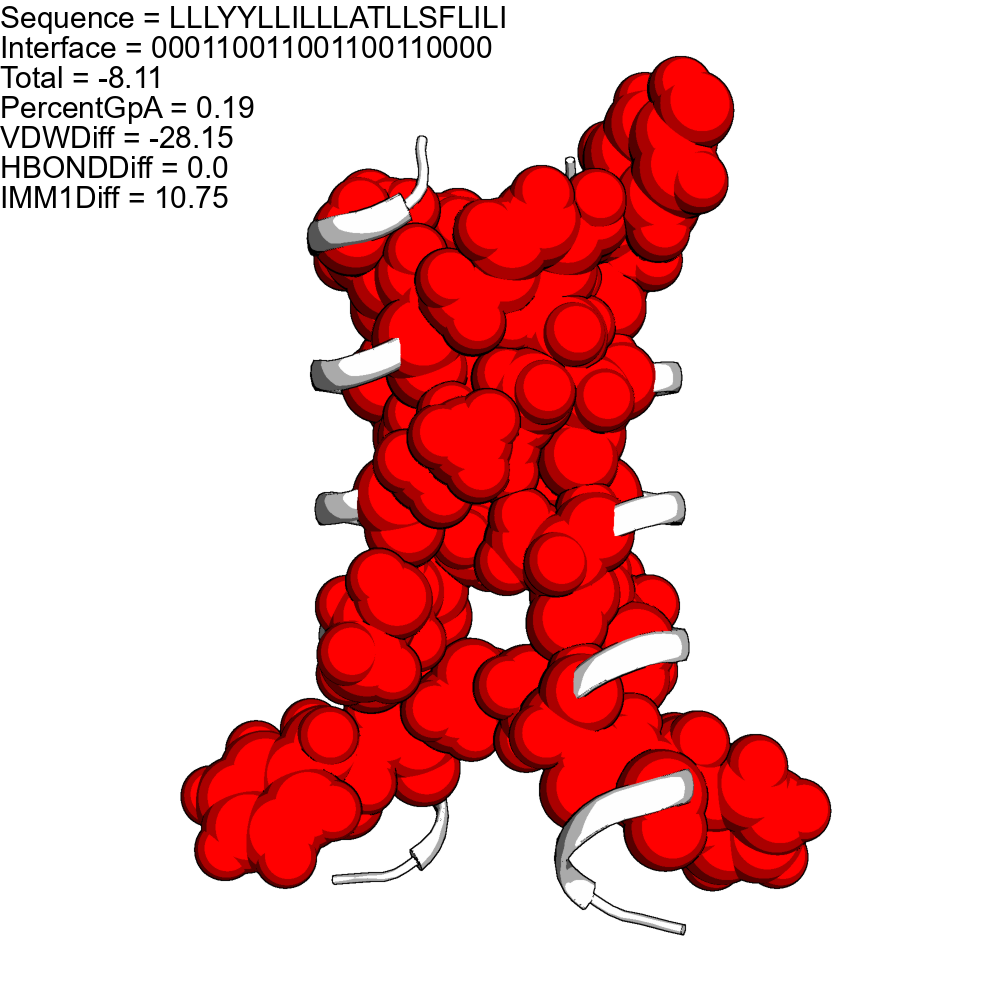 Sequence = LLLYYLLILLLATLLSFLILI
Interface = 000110011001100110000
Total = -8.11
PercentGpA = 0.19
VDWDiff = -28.15
HBONDDiff = 0.0
IMM1Diff = 10.75